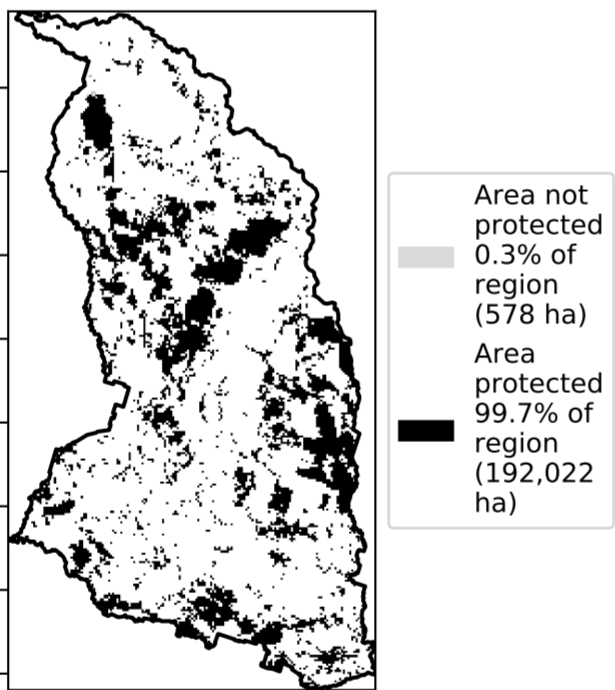 Area not
protected
0.3% of
region
(578 ha)
Area
protected
99.7% of
region
(192,022
ha)